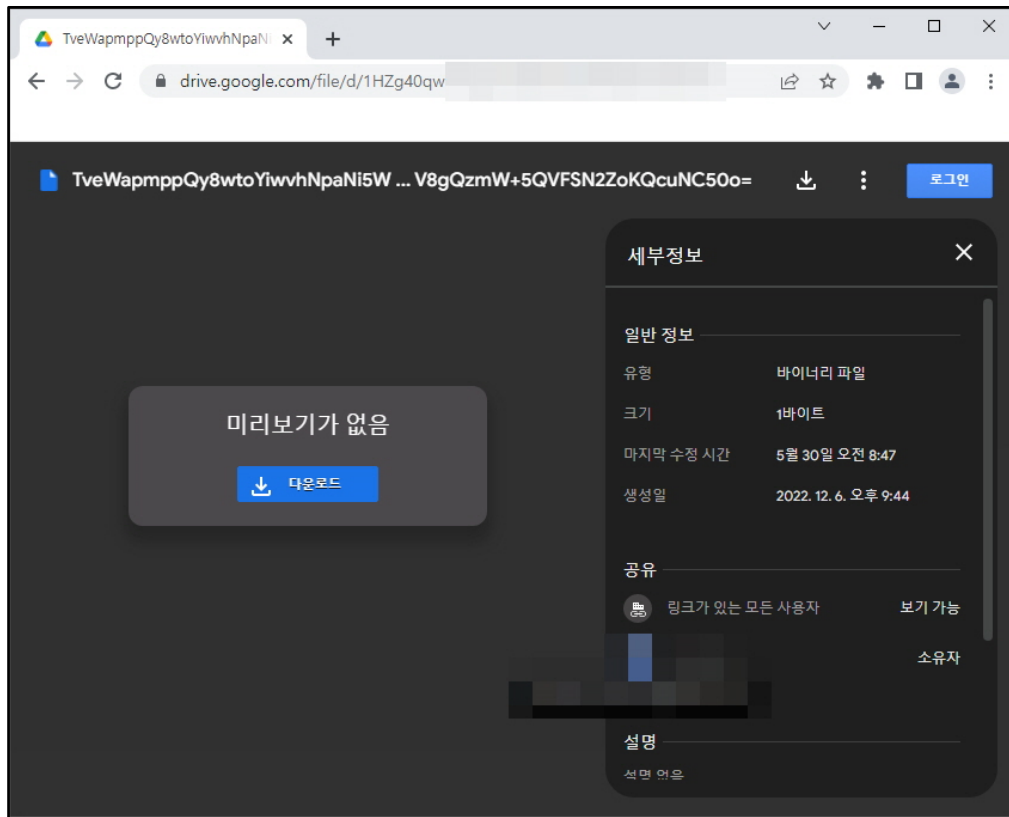 TveWapmppQy8wtoYiwvhNpaNi
drive.google.com/file/d/1HZg40qw
TveWapmppQy8wtoYiwvhNpaNi5W ... V8gQzmW+5QVFSN2ZoKQcuNC50o=
로그인
세부정보
일반 정보
유형 바이너리 파일
크기 1바이트
마지막 수정 시간 5월 30일 오전 8:47
생성일 2022. 12. 6. 오후 9:44
미리보기가 없음
다운로드
공유
링크가 있는 모든 사용자 보기 가능
소유자
설명
설명 없음